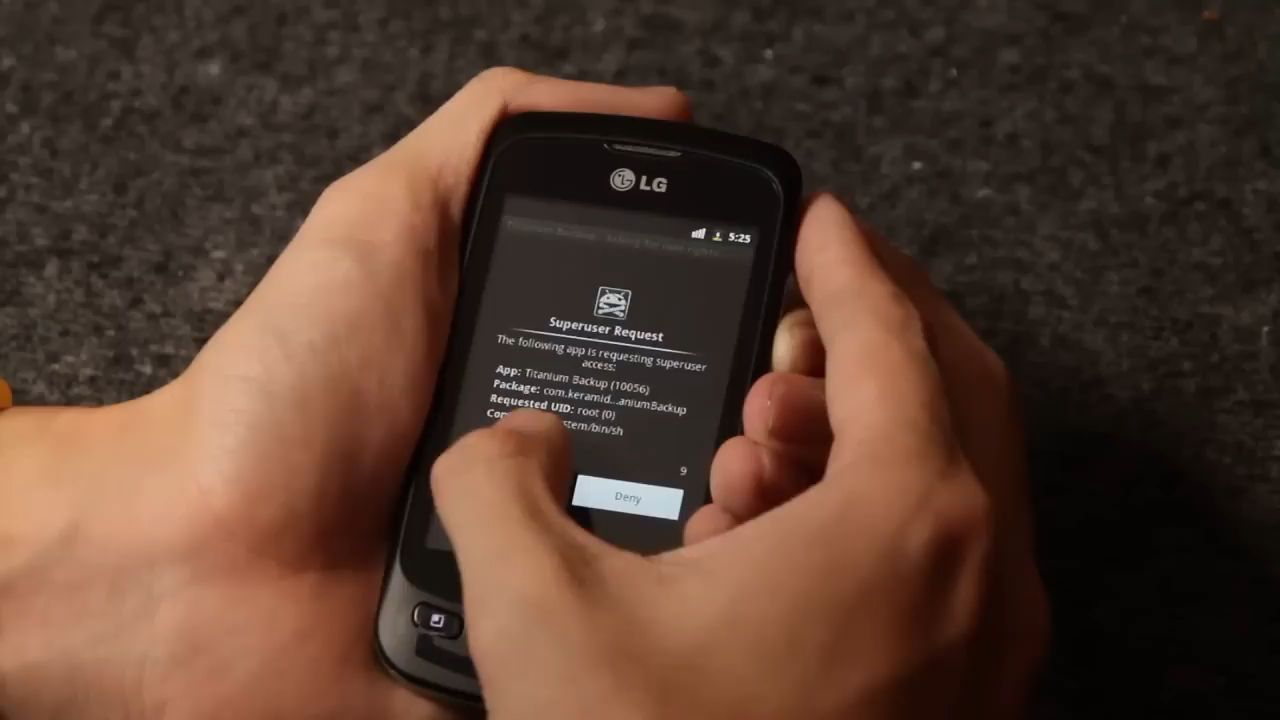 LG
5:25
Superuser Request
The following app is requesting superuser
access:
App: Titanium Backup (10056)
Package: com.keramid...aniumBackup
Requested UID: root (0)
stem/bin/sh
9
Deny